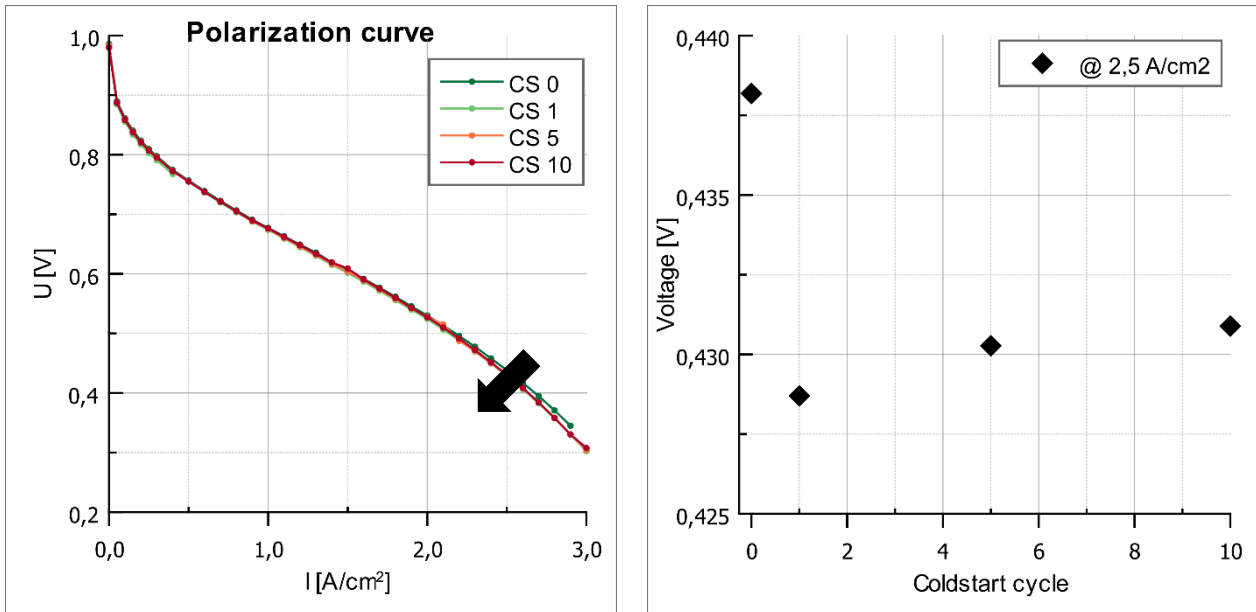 Polarization curve
1,0
0,8
0,6
0,4
0,2
U [V]
0,0
1,0
2,0
3,0
I [A/cm²]
CS 0
CS 1
CS 5
CS 10
0,440
0,435
0,430
0,425
Voltage [V]
0
2
4
6
8
10
Coldstart cycle
@ 2,5 A/cm2